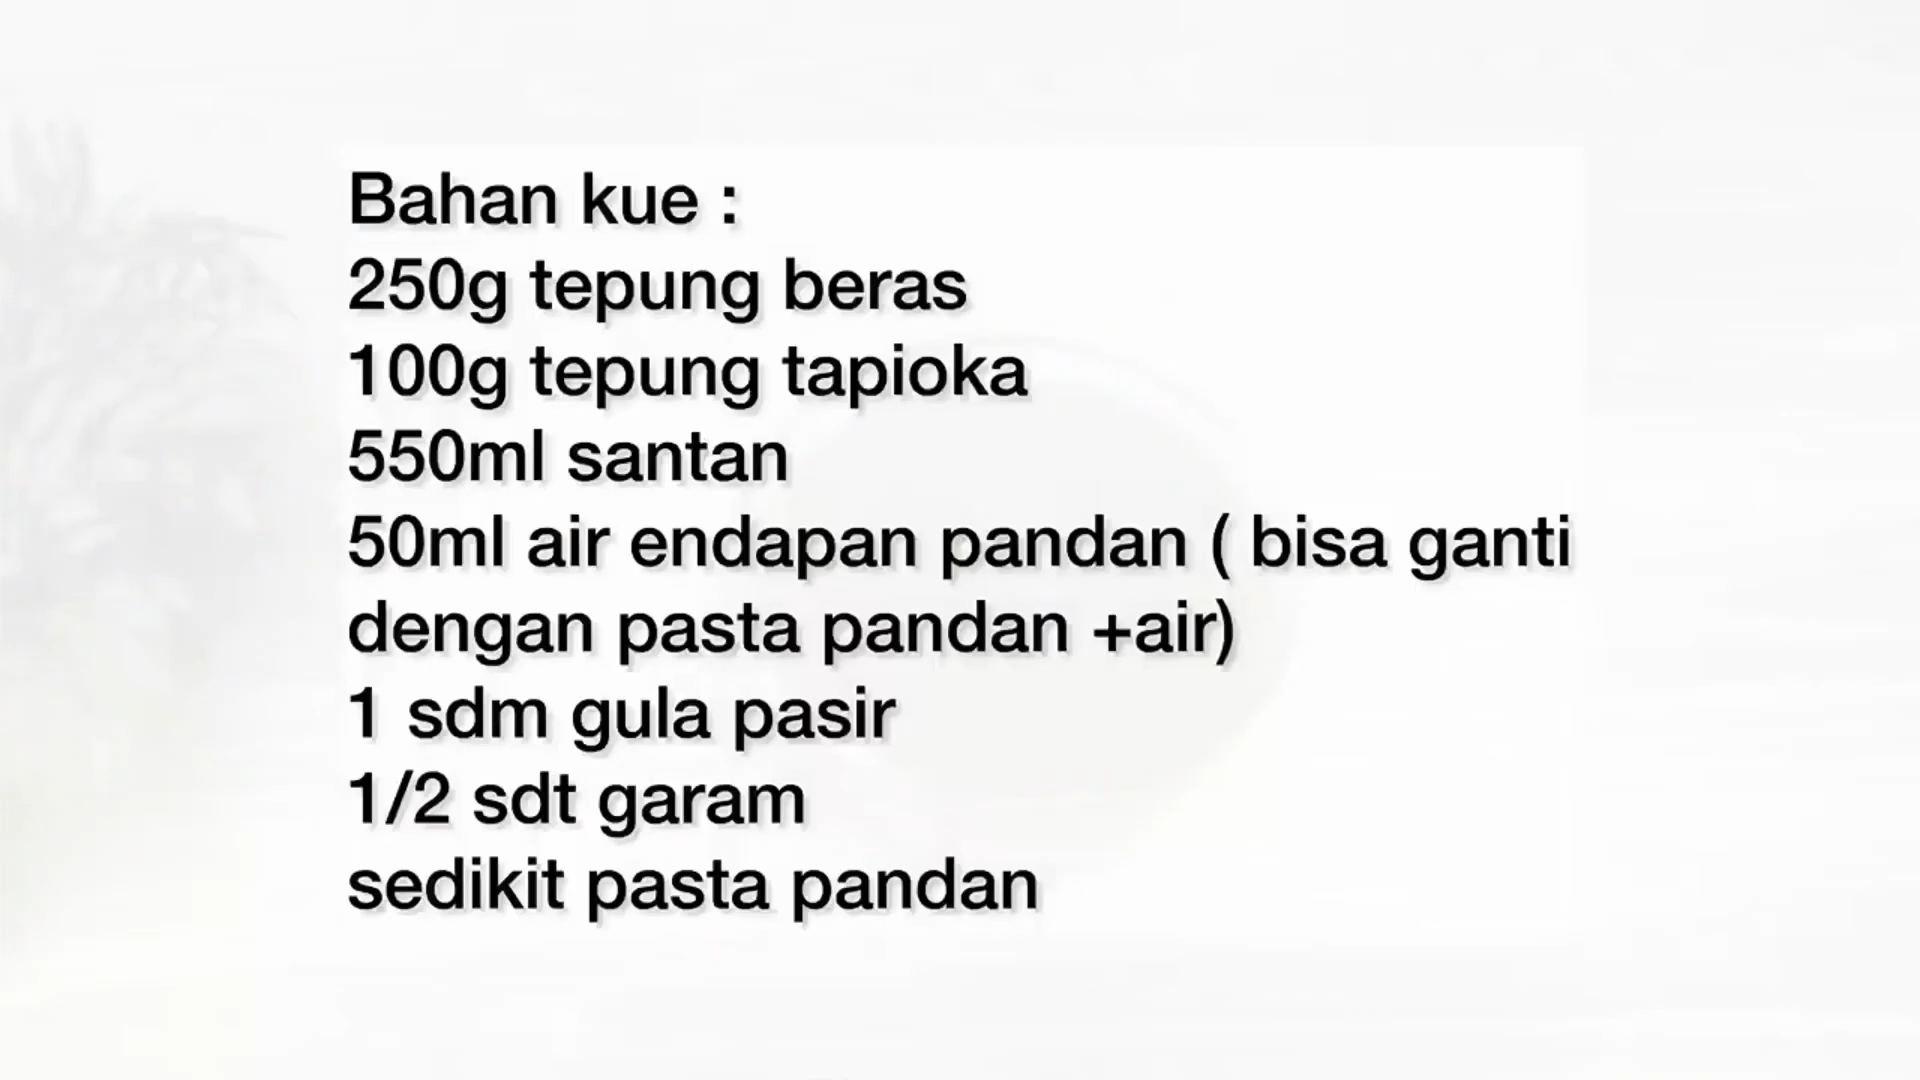 Bahan kue :
250g tepung beras
100g tepung tapioka
550ml santan
50ml air endapan pandan ( bisa ganti
dengan pasta pandan +air)
1 sdm gula pasir
1/2 sdt garam
sedikit pasta pandan